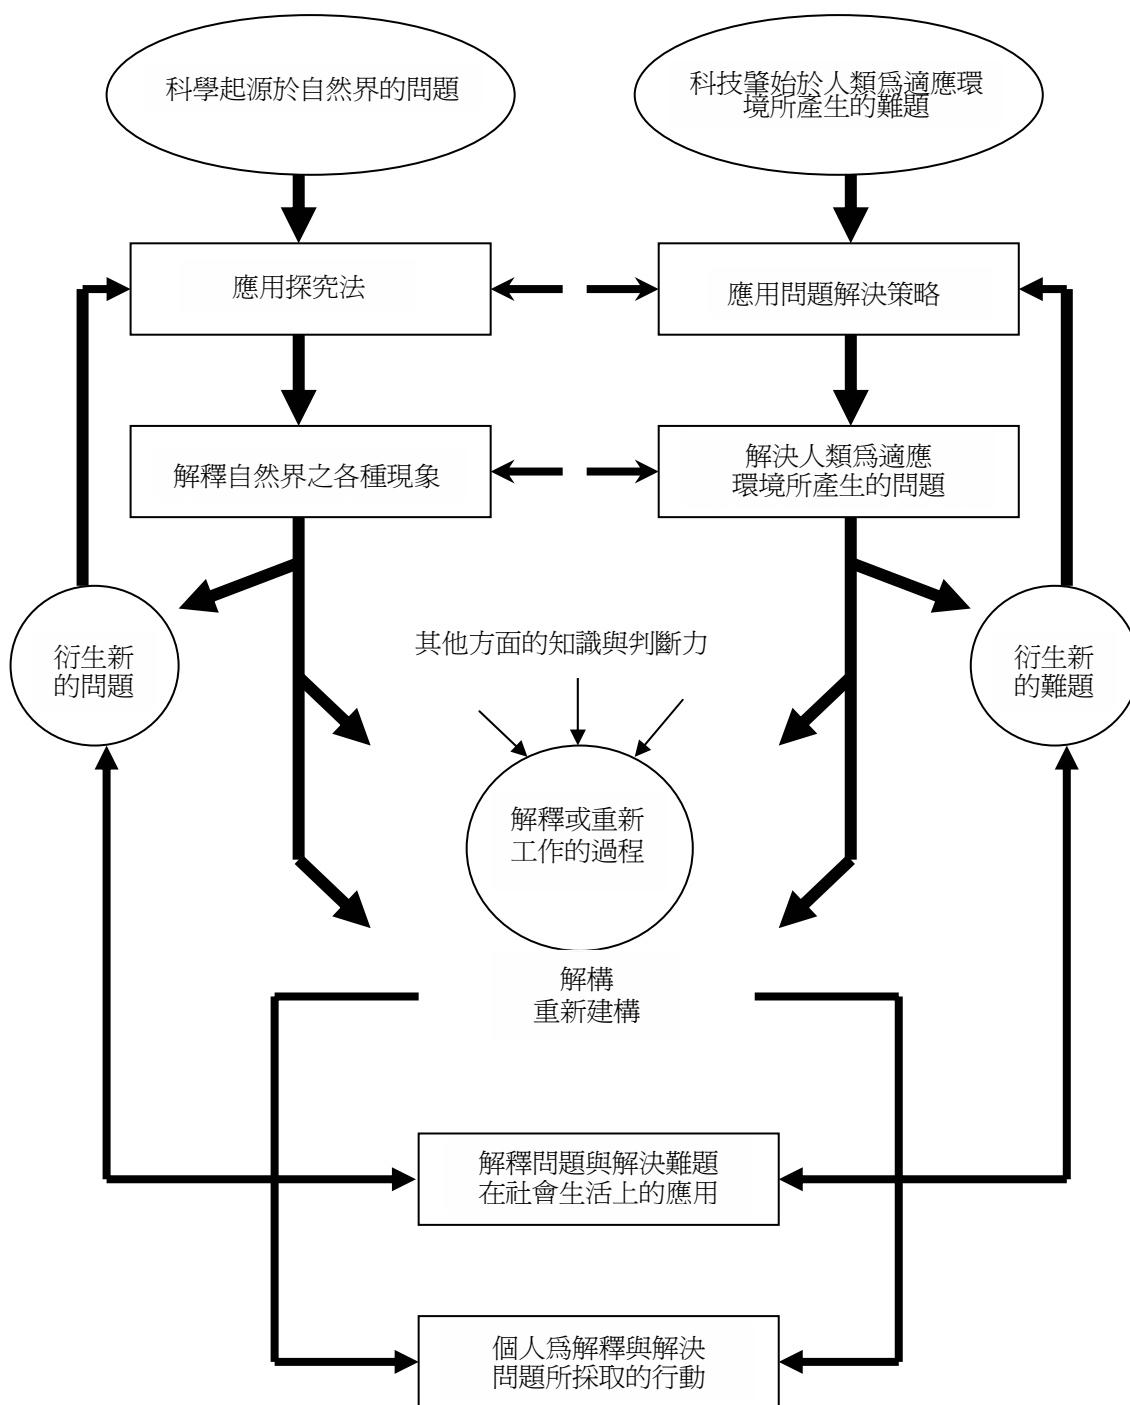 科學起源於自然界的問題
科技肇始於人類爲適應環
境所產生的難題
應用探究法
應用問題解決策略
解釋自然界之各種現象
解決人類爲適應
環境所產生的問題
衍生新
的問題
其他方面的知識與判斷力
衍生新
的難題
解釋或重新
工作的過程
解構
重新建構
解釋問題與解決難題
在社會生活上的應用
個人爲解釋與解決
問題所採取的行動